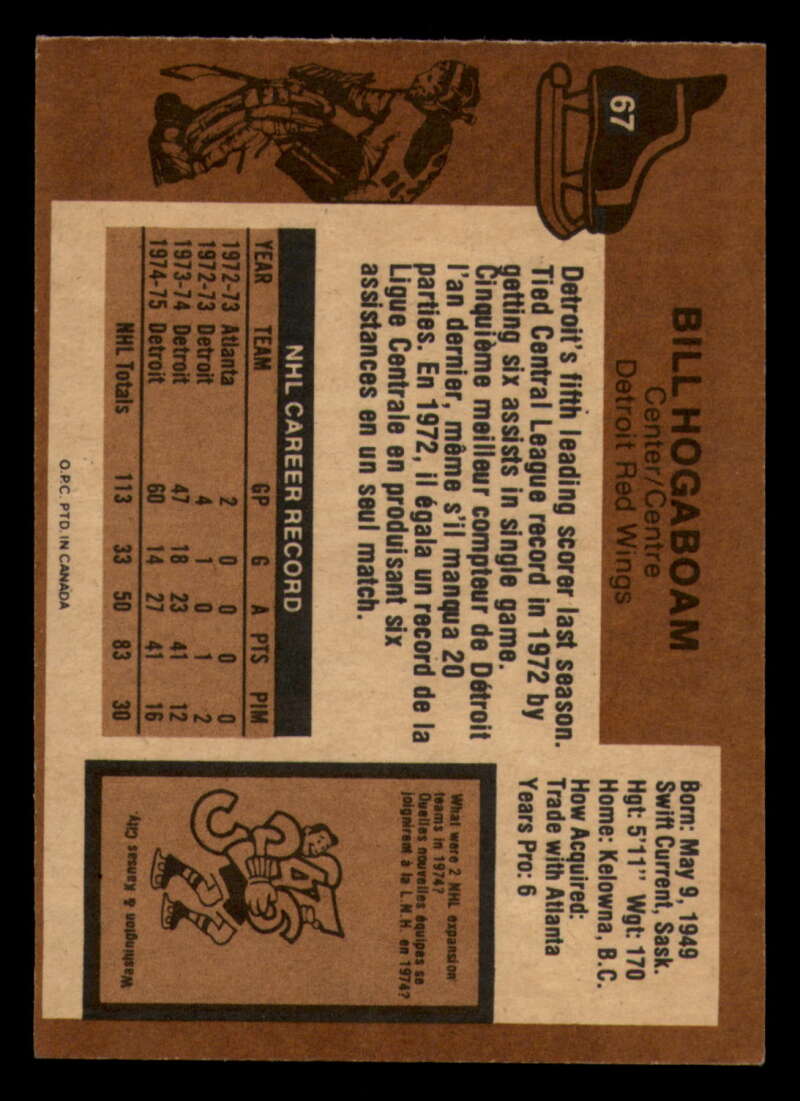 67
BILL HOGABOAM
Center/Centre
Detroit Red Wings
Detroit's fifth leading scorer last season.
Tied Central League record in 1972 by
getting six assists in single game.
Cinquième meilleur compteur de Détroit
l'an dernier, même s'il manqua 20
parties. En 1972, il égala un record de la
Ligue Centrale en produisant six
assistances en un seul match.
Born: May 9, 1949
Swift Current, Sask.
Hgt: 5'11" Wgt: 170
Home: Kelowna, B.C.
How Acquired:
Trade with Atlanta
Years Pro: 6
NHL CAREER RECORD
YEAR TEAM GP G A PTS PIM
1972-73 Atlanta 2 0 0 0 0
1972-73 Detroit 4 1 0 1 2
1973-74 Detroit 47 18 23 41 12
1974-75 Detroit 60 14 27 41 16
NHL Totals 113 33 50 83 30
What were 2 NHL expansion
teams in 1974?
Quelles nouvelles équipes se
joignirent à la L.N.H. en 1974?
Washington & Kansas City.
O.P.C. PTD. IN CANADA